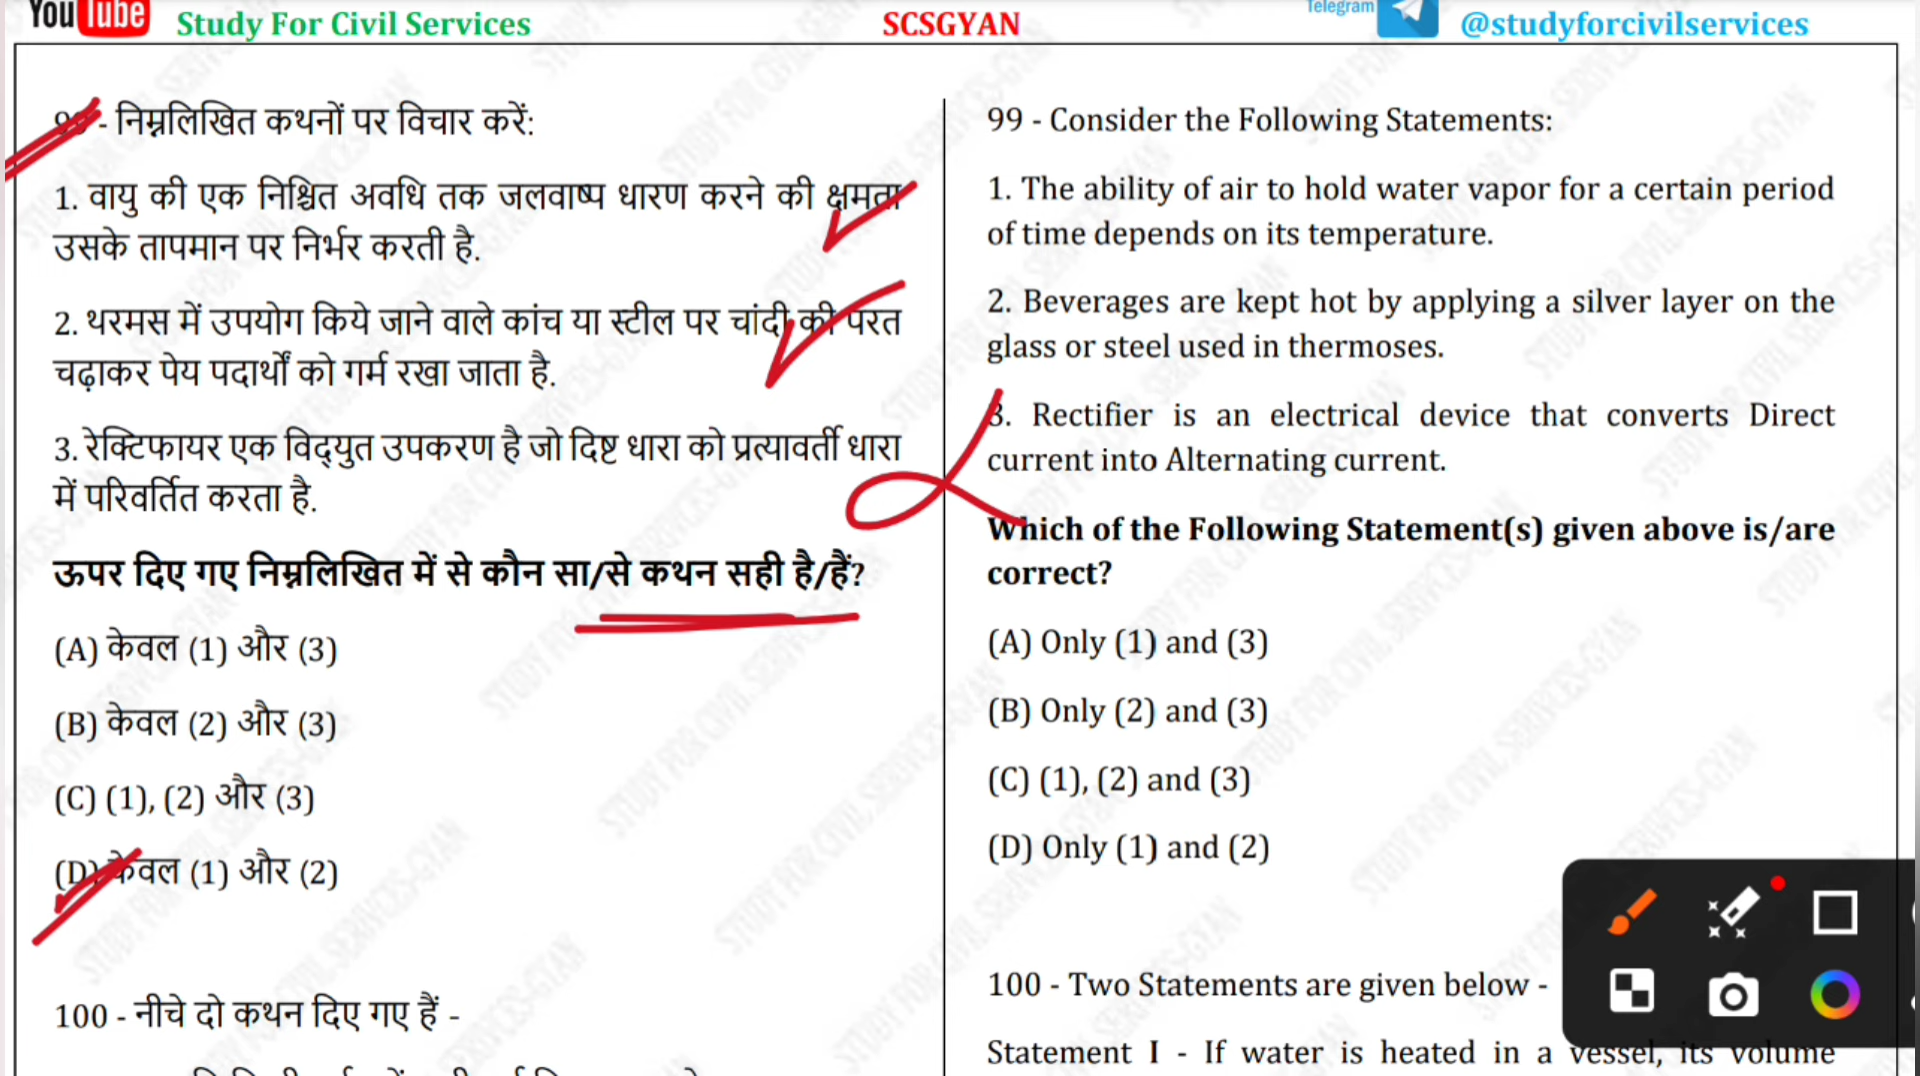 YouTube Study For Civil Services SCSGYAN Telegram @studyforcivilservices
99 - निम्नलिखित कथनों पर विचार करें:
1. वायु की एक निश्चित अवधि तक जलवाष्प धारण करने की क्षमता
उसके तापमान पर निर्भर करती है.
2. थरमस में उपयोग किये जाने वाले कांच या स्टील पर चांदी की परत
चढ़ाकर पेय पदार्थों को गर्म रखा जाता है.
3. रेक्टिफायर एक विद्युत उपकरण है जो दिष्ट धारा को प्रत्यावर्ती धारा
में परिवर्तित करता है.
ऊपर दिए गए निम्नलिखित में से कौन सा/से कथन सही है/हैं?
(A) केवल (1) और (3)
(B) केवल (2) और (3)
(C) (1), (2) और (3)
(D) केवल (1) और (2)
100 - नीचे दो कथन दिए गए हैं -
99 - Consider the Following Statements:
1. The ability of air to hold water vapor for a certain period
of time depends on its temperature.
2. Beverages are kept hot by applying a silver layer on the
glass or steel used in thermoses.
3. Rectifier is an electrical device that converts Direct
current into Alternating current.
Which of the Following Statement(s) given above is/are
correct?
(A) Only (1) and (3)
(B) Only (2) and (3)
(C) (1), (2) and (3)
(D) Only (1) and (2)
100 - Two Statements are given below -
Statement I - If water is heated in a vessel, its volume